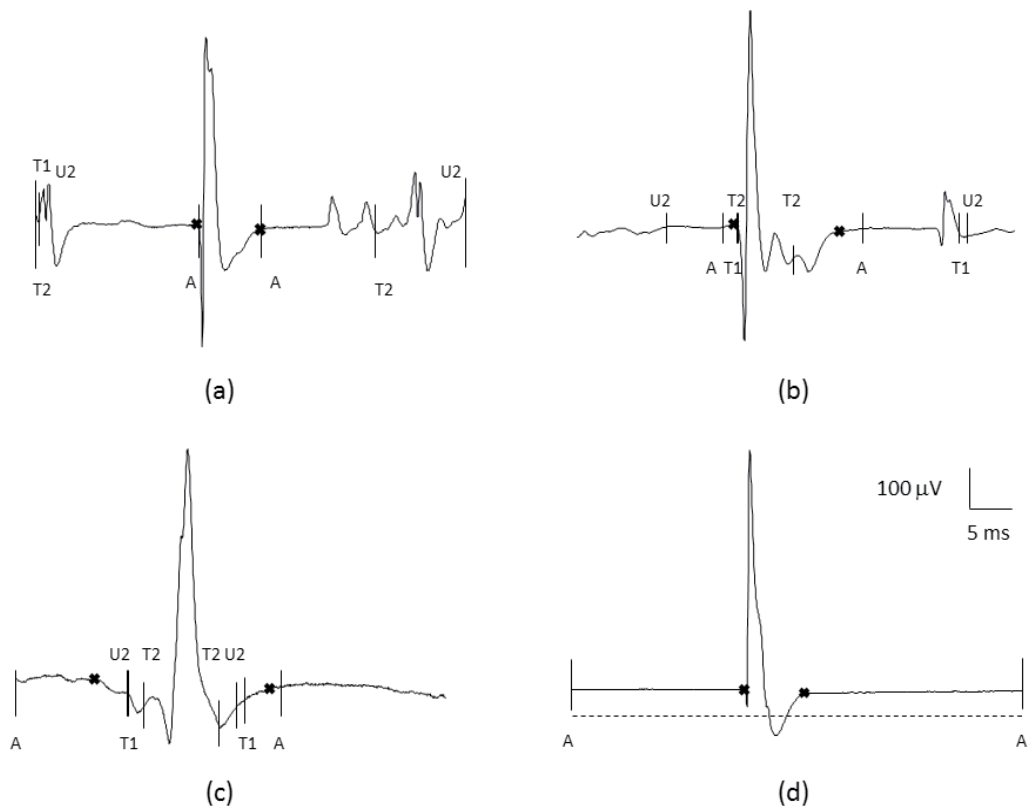 T1 U2
U2
T2
A
A
T2
(a)
U2 T2 T2 U2
A T1 A T1
(b)
U2 T2 T2 U2
A T1 T1 A
(c)
100 μV
5 ms
A A
(d)